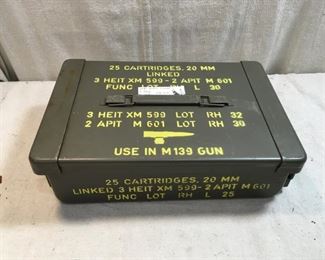 25 CARTRIDGES, 20 MM
LINKED
3 HEIT XM 599-2 APIT M 601
FUNC LOT RH L 30
3 HEIT XM 599 LOT RH 32
2 APIT M 601 LOT RH 30
USE IN M139 GUN
25 CARTRIDGES, 20 MM
LINKED 3 HEIT XM 599-2 APIT M 601
FUNC LOT RH L 25